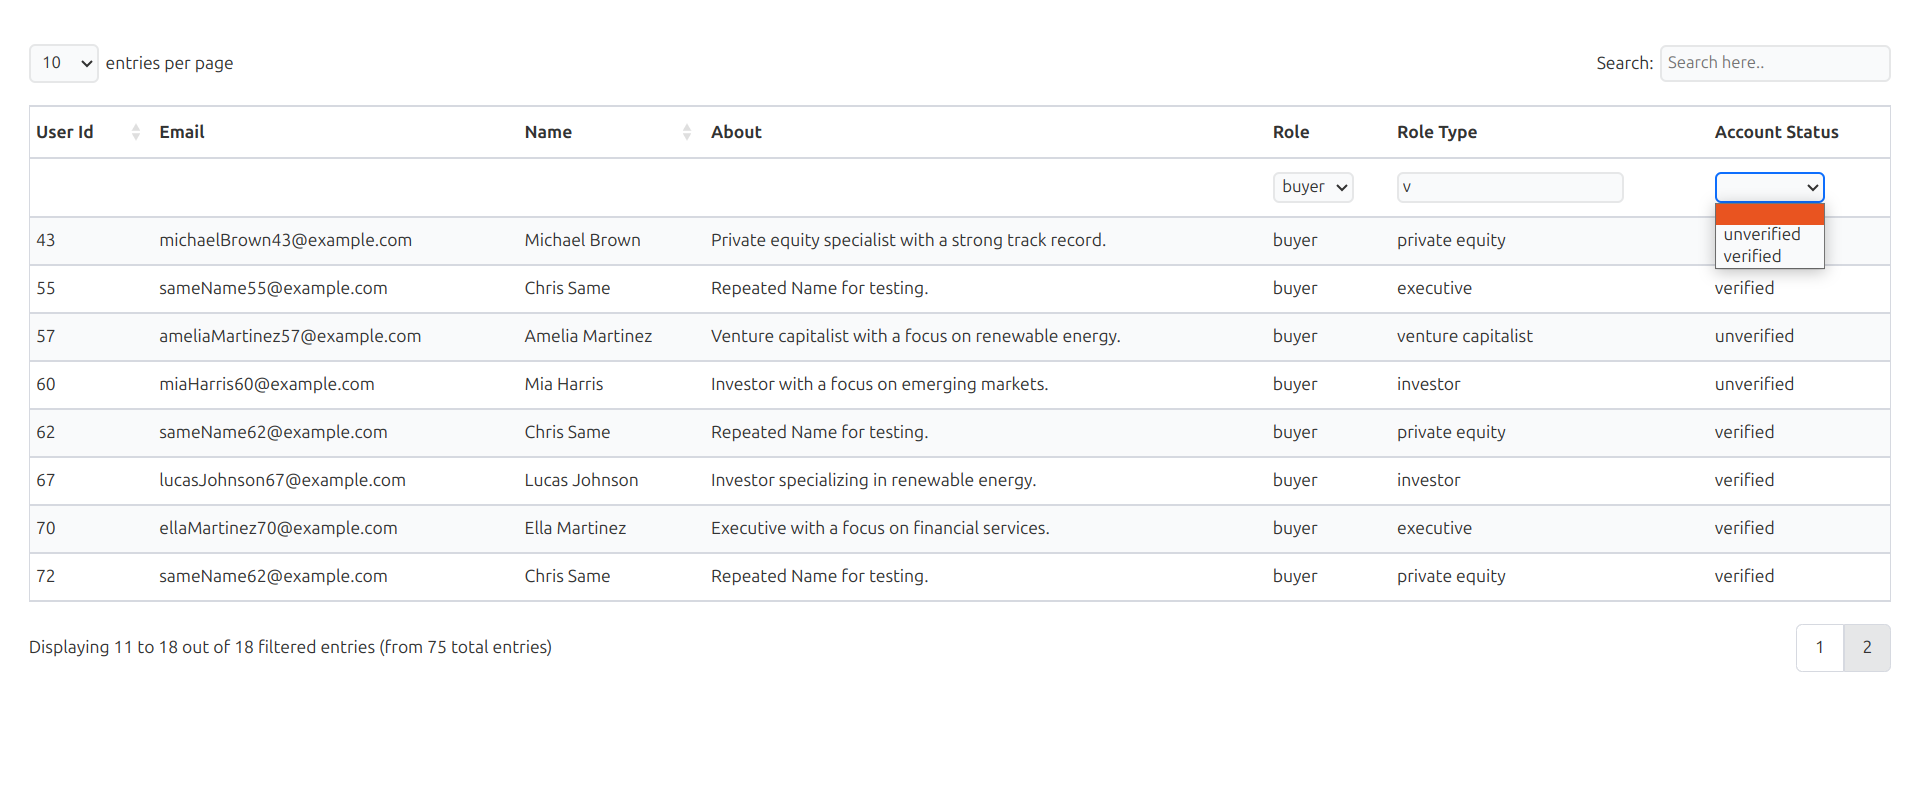 10 entries per page Search: Search here..
User Id Email Name About Role Role Type Account Status
buyer v
unverified
verified
43 michaelBrown43@example.com Michael Brown Private equity specialist with a strong track record. buyer private equity
55 sameName55@example.com Chris Same Repeated Name for testing. buyer executive verified
57 ameliaMartinez57@example.com Amelia Martinez Venture capitalist with a focus on renewable energy. buyer venture capitalist unverified
60 miaHarris60@example.com Mia Harris Investor with a focus on emerging markets. buyer investor unverified
62 sameName62@example.com Chris Same Repeated Name for testing. buyer private equity verified
67 lucasJohnson67@example.com Lucas Johnson Investor specializing in renewable energy. buyer investor verified
70 ellaMartinez70@example.com Ella Martinez Executive with a focus on financial services. buyer executive verified
72 sameName62@example.com Chris Same Repeated Name for testing. buyer private equity verified
Displaying 11 to 18 out of 18 filtered entries (from 75 total entries) 1 2